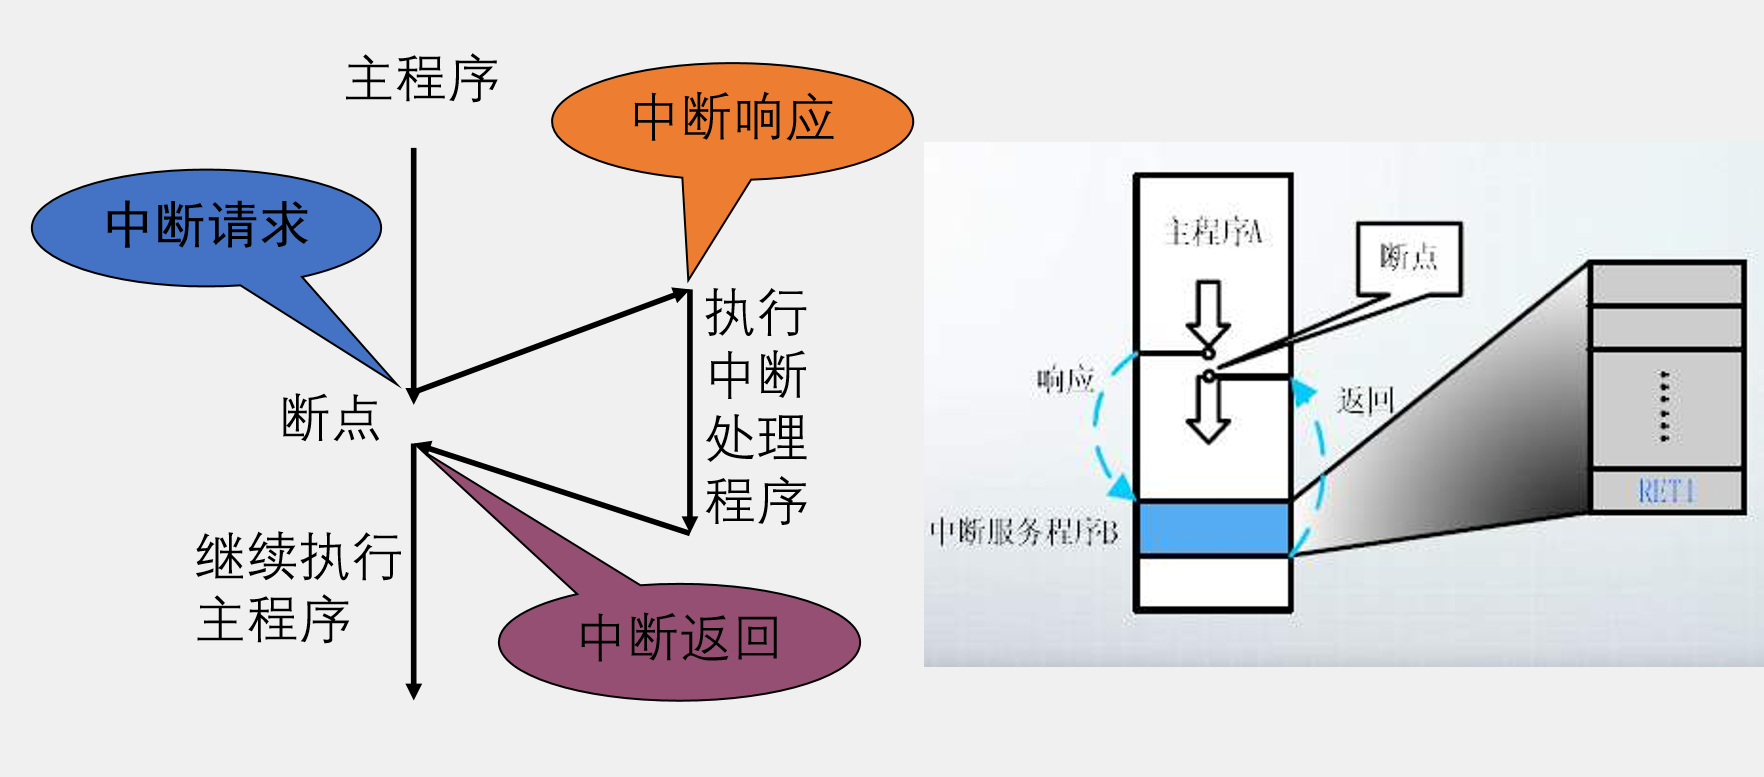 主程序
中断响应
中断请求
执行
中断
处理
程序
断点
继续执行
主程序
中断返回
主程序A
断点
响应
返回
中断服务程序B
RETI